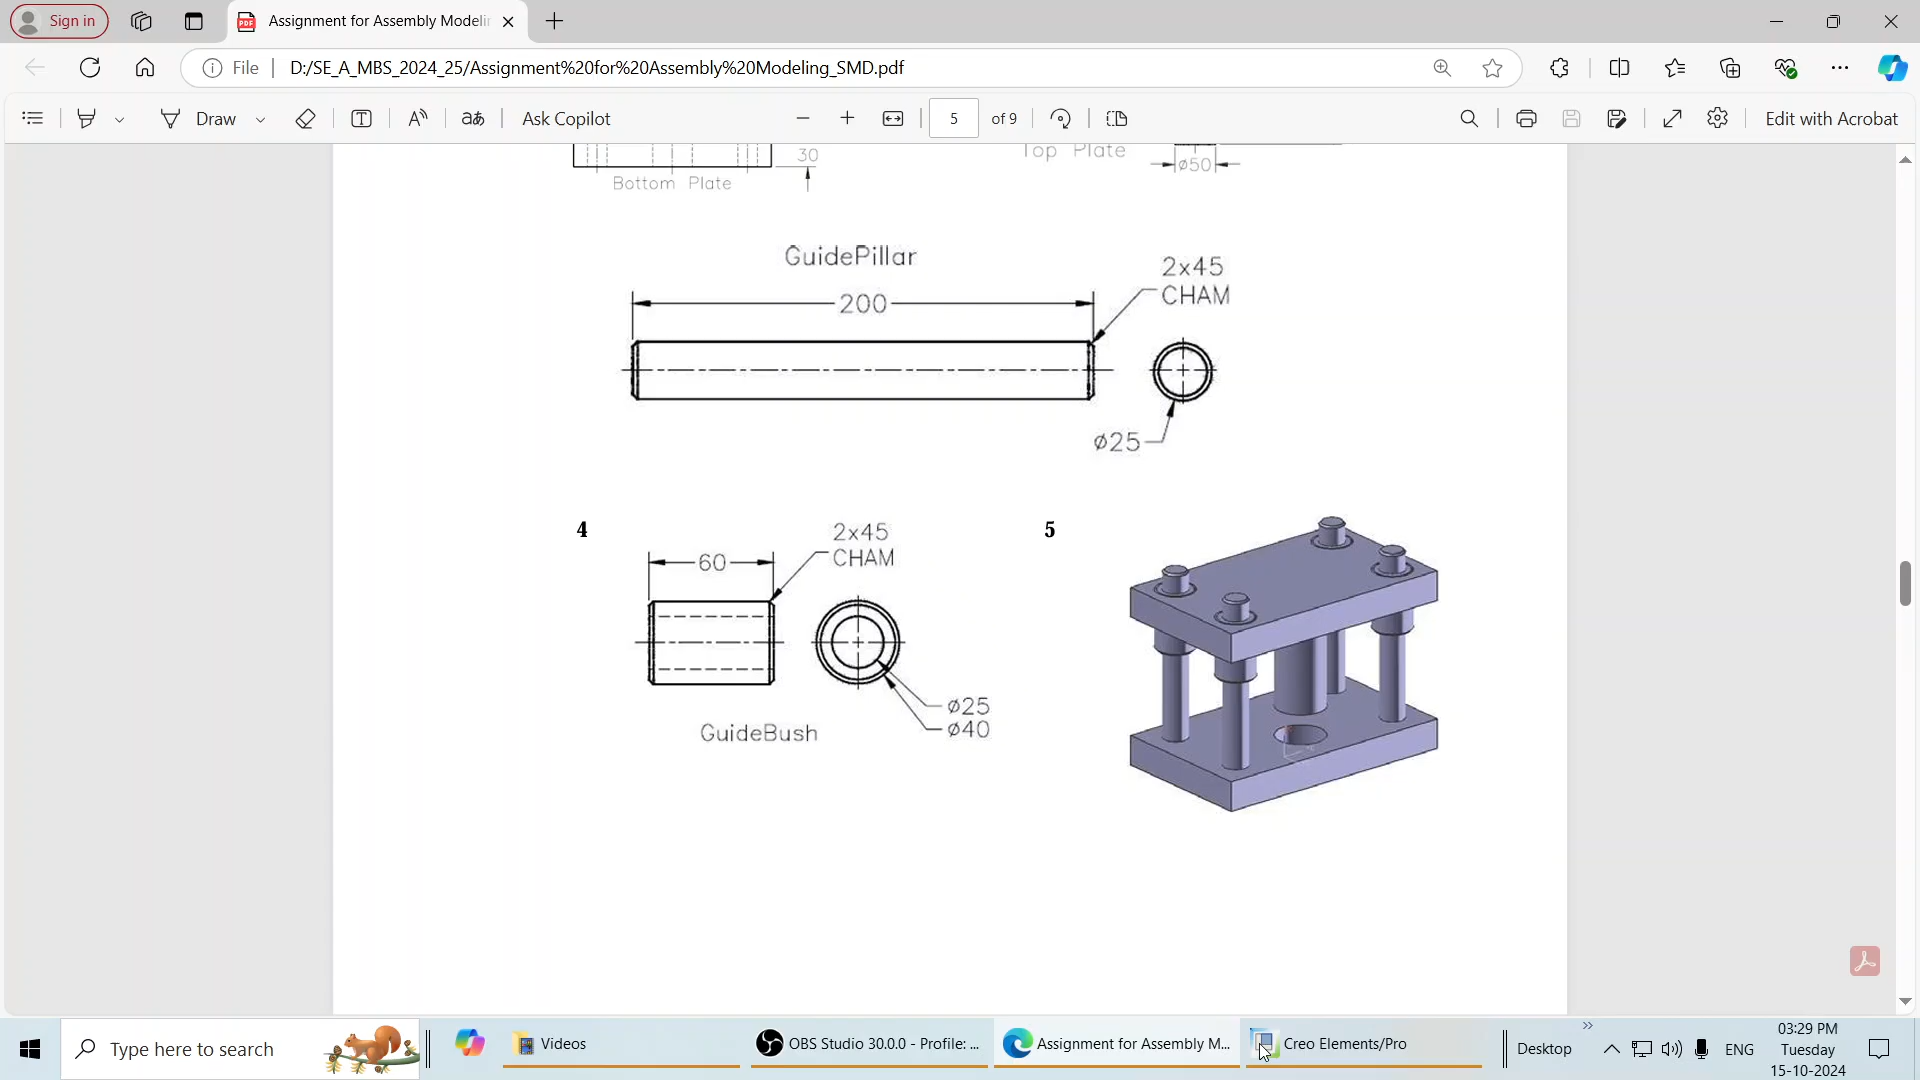 Sign in
Assignment for Assembly Modelin
File
D:/SE_A_MBS_2024_25/Assignment%20for%20Assembly%20Modeling_SMD.pdf
Draw
T
A
aあ
Ask Copilot
5
of 9
Edit with Acrobat
30
Bottom Plate
Top Plate
ø50
GuidePillar
200
2x45
CHAM
ø25
4
60
2x45
CHAM
ø25
ø40
GuideBush
5
Type here to search
Videos
OBS Studio 30.0.0 - Profile: ...
Assignment for Assembly M...
Creo Elements/Pro
Desktop
ENG
03:29 PM
Tuesday
15-10-2024